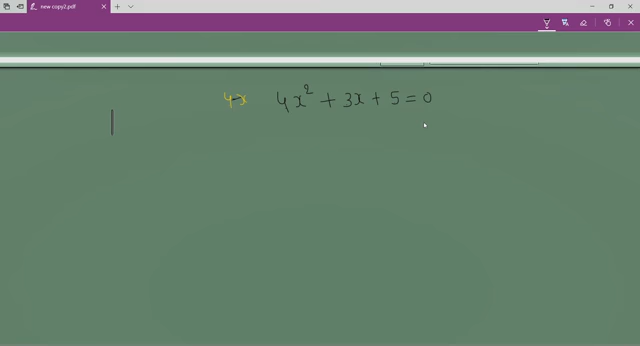 new copy2.pdf
4x 4x² + 3x + 5 = 0